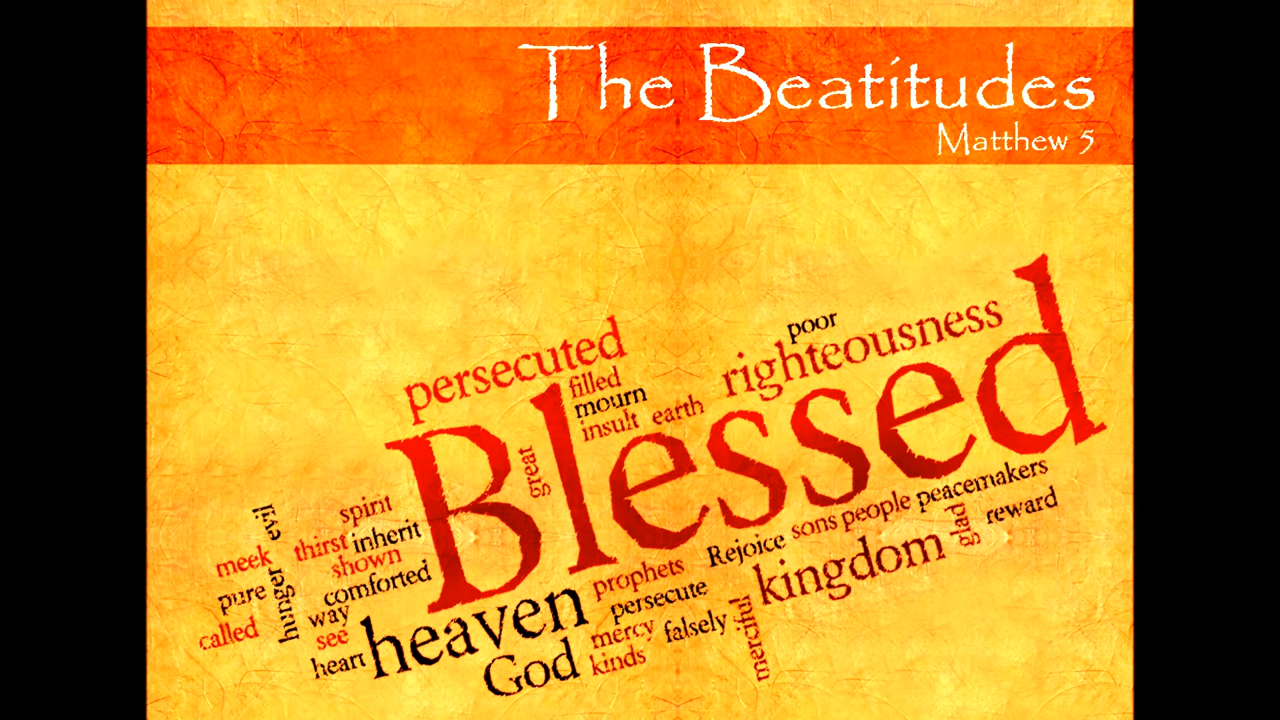 The Beatitudes
Matthew 5
poor
persecuted
righteousness
filled
mourn
insult
earth
Blessed
great
evil
spirit
meek
thirst
inherit
shown
pure
hunger
comforted
way
called
see
heart
heaven
God
prophets
persecute
mercy
falsely
kinds
merciful
Rejoice
sons
people
peacemakers
glad
reward
kingdom